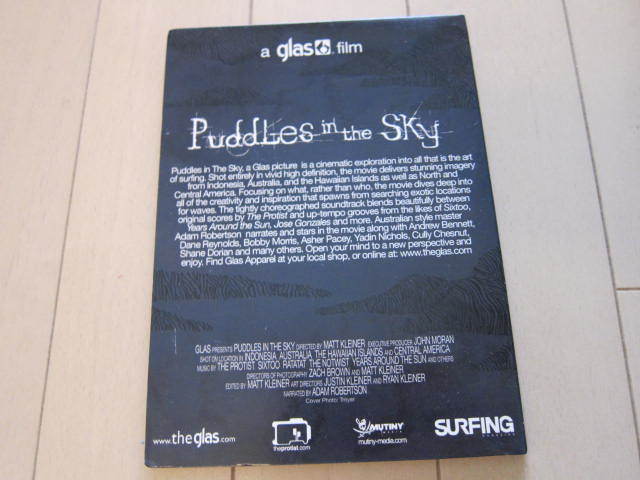 a glas film
Puddles in the Sky
Puddles in The Sky, a Glas picture is a cinematic exploration into all that is the art
of surfing. Shot entirely in vivid high definition, the movie delivers stunning imagery
from Indonesia, Australia, and the Hawaiian Islands as well as North and
Central America. Focusing on what, rather than who, the movie dives deep into
all of the creativity and inspiration that spawns from searching exotic locations
for waves. The tightly choreographed soundtrack blends beautifully between
original scores by The Protist and up-tempo grooves from the likes of Sixtoo,
Years Around the Sun, Jose Gonzales and more. Australian style master
Adam Robertson narrates and stars in the movie along with Andrew Bennett,
Dane Reynolds, Bobby Morris, Asher Pacey, Yadin Nichols, Cully Chesnut,
Shane Dorian and many others. Open your mind to a new perspective and
enjoy. Find Glas Apparel at your local shop, or online at: www.theglas.com
GLAS PRESENTS PUDDLES IN THE SKY DIRECTED BY MATT KLEINER EXECUTIVE PRODUCER JOHN MORAN
SHOT ON LOCATION IN INDONESIA AUSTRALIA THE HAWAIIAN ISLANDS AND CENTRAL AMERICA
MUSIC BY THE PROTIST SIXTOO RATATAT THE NOTWIST YEARS AROUND THE SUN AND OTHERS
DIRECTORS OF PHOTOGRAPHY ZACH BROWN AND MATT KLEINER
EDITED BY MATT KLEINER ART DIRECTORS JUSTIN KLEINER AND RYAN KLEINER
NARRATED BY ADAM ROBERTSON
Cover Photo: Troyer
www.theglas.com
theprotist.com
MUTINY
MEDIA
mutiny-media.com
SURFING
MAGAZINE